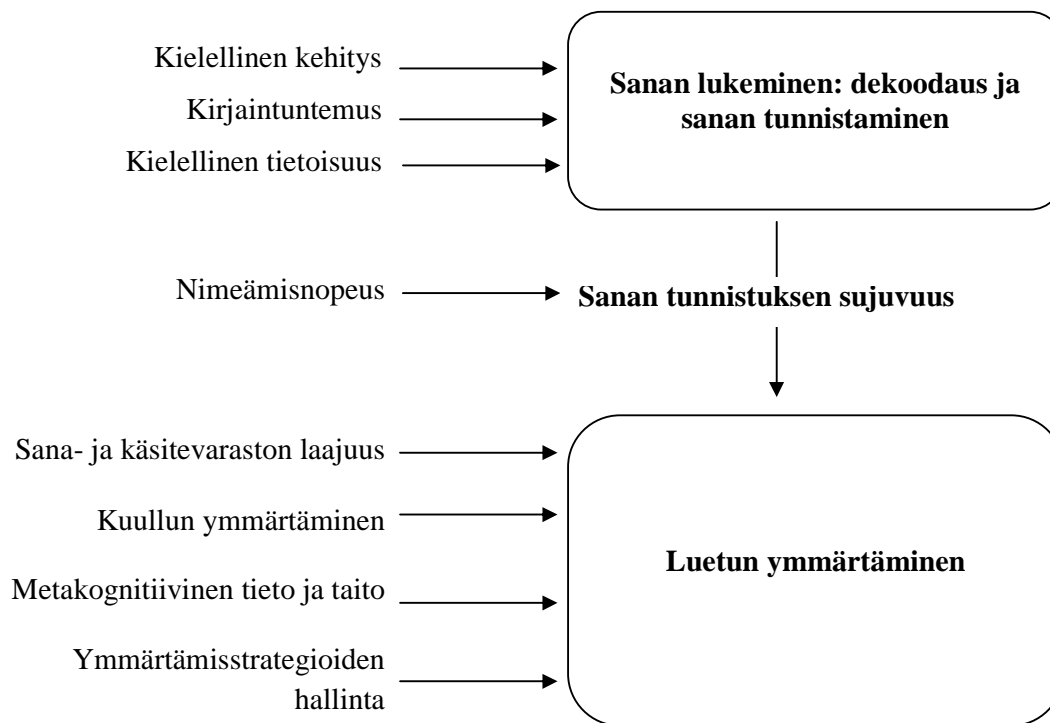 Kielellinen kehitys
Kirjaintuntemus
Kielellinen tietoisuus
Sanan lukeminen: dekoodaus ja
sanan tunnistaminen
Nimeämisnopeus
Sanan tunnistuksen sujuvuus
Sana- ja käsitevaraston laajuus
Kuullun ymmärtäminen
Metakognitiivinen tieto ja taito
Ymmärtämisstrategioiden
hallinta
Luetun ymmärtäminen